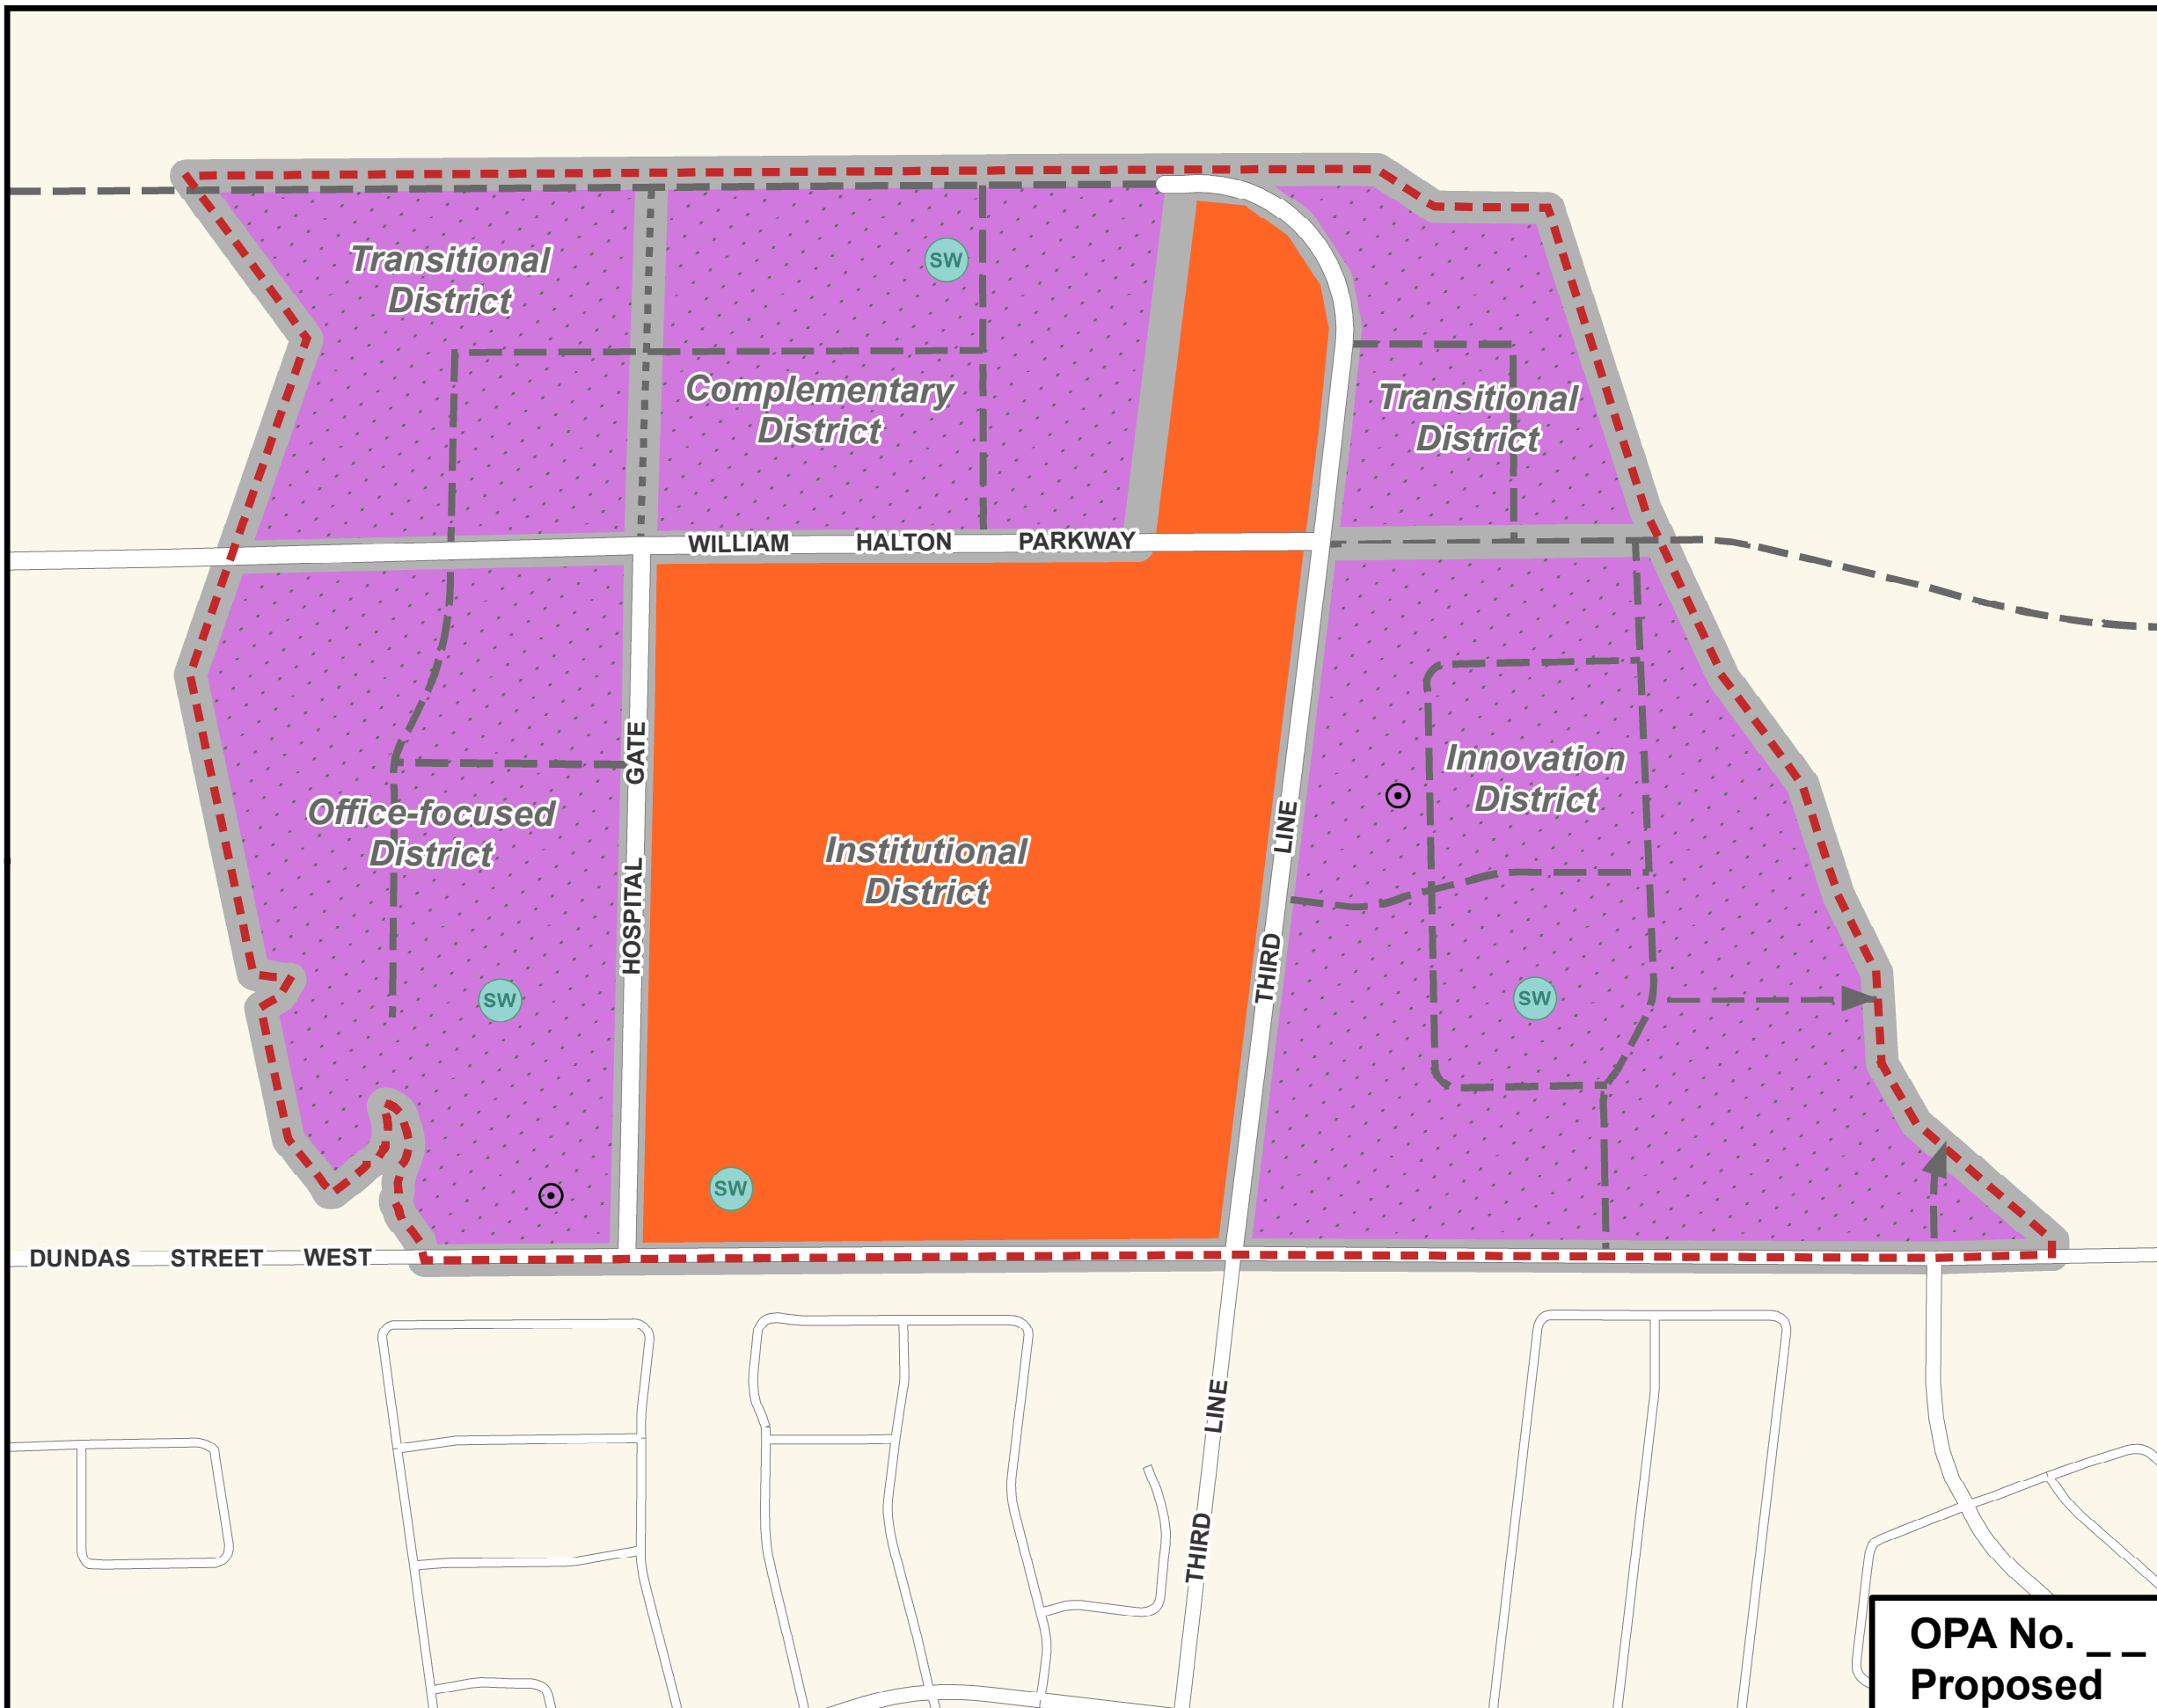 Transitional
District
SW
Complementary
District
Transitional
District
WILLIAM HALTON PARKWAY
HOSPITAL GATE
Innovation
District
Office-focused
District
Institutional
District
THIRD LINE
SW
SW
SW
DUNDAS STREET WEST
THIRD LINE
OPA No. _ _
Proposed